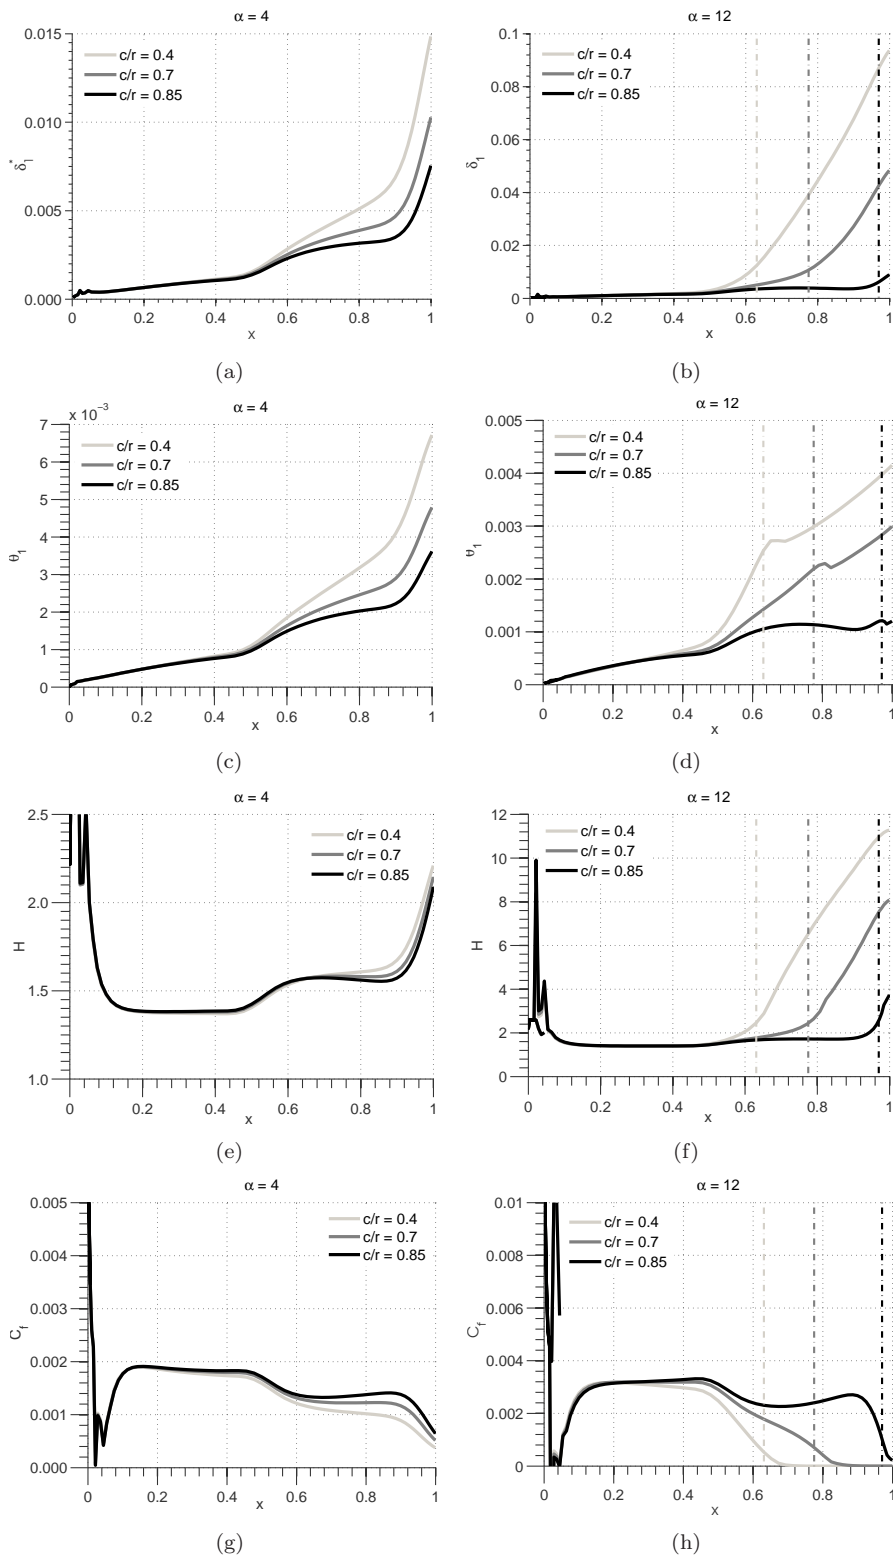 α = 4
0.015
0.010
0.005
0.000
c/r = 0.4
c/r = 0.7
c/r = 0.85
δ*1
0 0.2 0.4 0.6 0.8 1
x
(a)
α = 12
0.1
0.08
0.06
0.04
0.02
0
c/r = 0.4
c/r = 0.7
c/r = 0.85
δ1
0 0.2 0.4 0.6 0.8 1
x
(b)
α = 4
x 10⁻³
7
6
5
4
3
2
1
0
c/r = 0.4
c/r = 0.7
c/r = 0.85
θ1
0 0.2 0.4 0.6 0.8 1
x
(c)
α = 12
0.005
0.004
0.003
0.002
0.001
0
c/r = 0.4
c/r = 0.7
c/r = 0.85
θ1
0 0.2 0.4 0.6 0.8 1
x
(d)
α = 4
2.5
2.0
1.5
1.0
c/r = 0.4
c/r = 0.7
c/r = 0.85
H
0 0.2 0.4 0.6 0.8 1
x
(e)
α = 12
12
10
8
6
4
2
0
c/r = 0.4
c/r = 0.7
c/r = 0.85
H
0 0.2 0.4 0.6 0.8 1
x
(f)
α = 4
0.005
0.004
0.003
0.002
0.001
0.000
c/r = 0.4
c/r = 0.7
c/r = 0.85
Cf
0 0.2 0.4 0.6 0.8 1
x
(g)
α = 12
0.01
0.008
0.006
0.004
0.002
0
c/r = 0.4
c/r = 0.7
c/r = 0.85
Cf
0 0.2 0.4 0.6 0.8 1
x
(h)